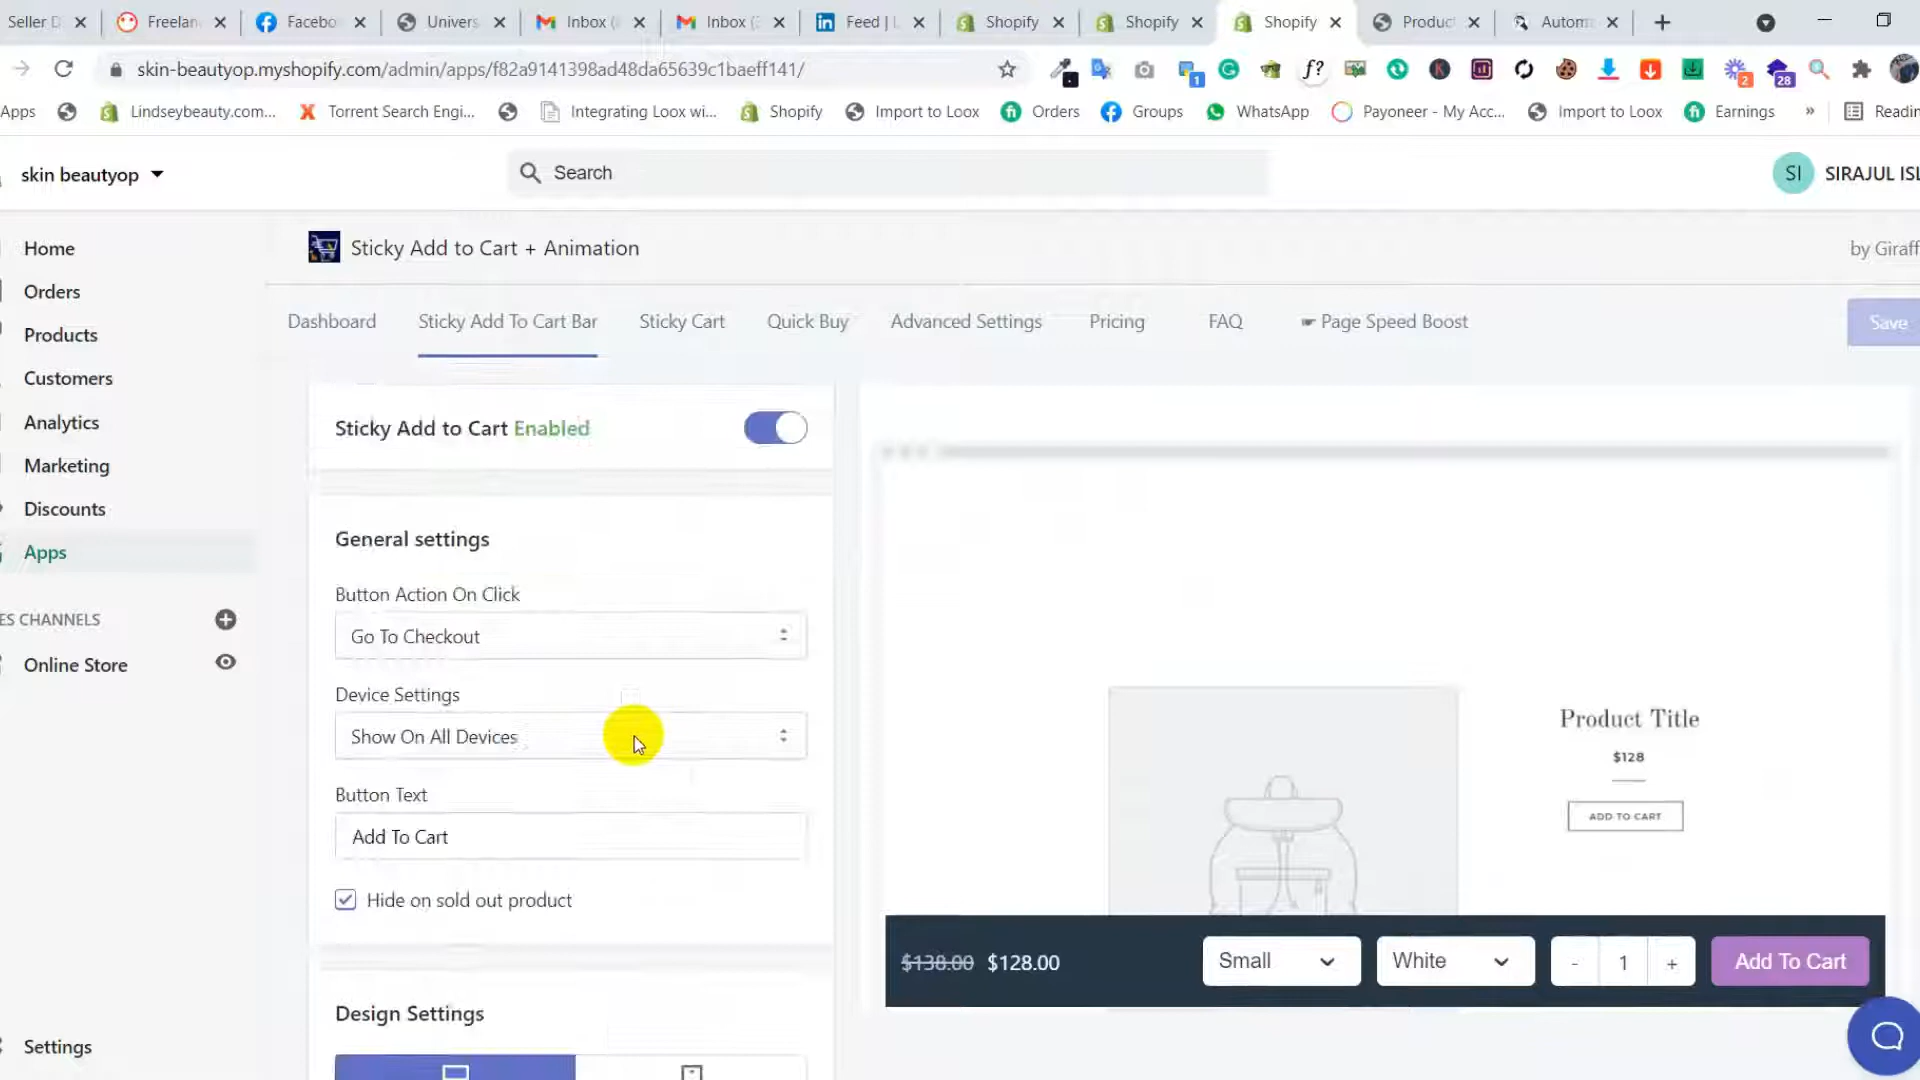 Seller D
Freelan
Facebo
Univers
Inbox (
Inbox (
Feed | L
Shopify
Shopify
Shopify
Produc
Autom
skin-beautyop.myshopify.com/admin/apps/f82a9141398ad48da65639c1baeff141/
f?
1
2
28
Apps
Lindseybeauty.com...
Torrent Search Engi...
Integrating Loox wi...
Shopify
Import to Loox
Orders
Groups
WhatsApp
Payoneer - My Acc...
Import to Loox
Earnings
»
Readin
skin beautyop
Search
SI
SIRAJUL ISL
Home
Orders
Products
Customers
Analytics
Marketing
Discounts
Apps
ES CHANNELS
Online Store
Settings
Sticky Add to Cart + Animation
by Giraff
Dashboard
Sticky Add To Cart Bar
Sticky Cart
Quick Buy
Advanced Settings
Pricing
FAQ
☛ Page Speed Boost
Save
Sticky Add to Cart Enabled
General settings
Button Action On Click
Go To Checkout
Device Settings
Show On All Devices
Button Text
Add To Cart
Hide on sold out product
Design Settings
Product Title
$128
ADD TO CART
$138.00 $128.00
Small
White
- 1 +
Add To Cart